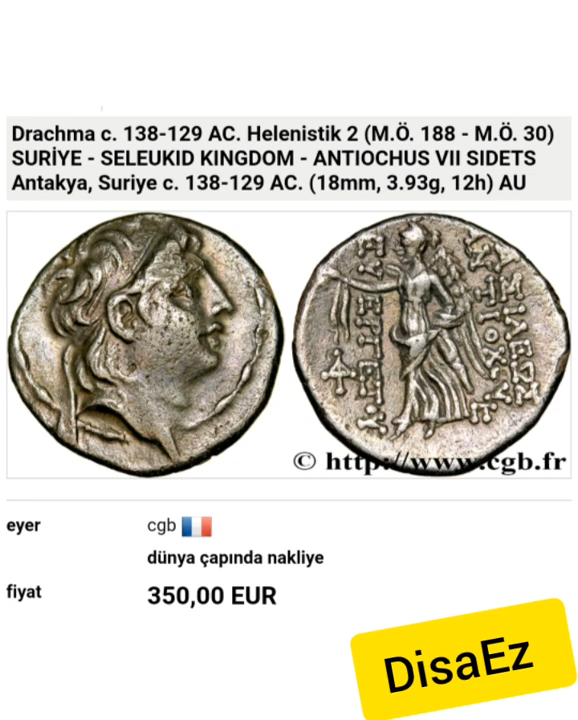 Drachma c. 138-129 AC. Helenistik 2 (M.Ö. 188 - M.Ö. 30)
SURİYE - SELEUKID KINGDOM - ANTIOCHUS VII SIDETS
Antakya, Suriye c. 138-129 AC. (18mm, 3.93g, 12h) AU
ΕΥΕΡΓΕΤΟΥ
© http://www.cgb.fr
eyer cgb
dünya çapında nakliye
fiyat 350,00 EUR
DisaEz